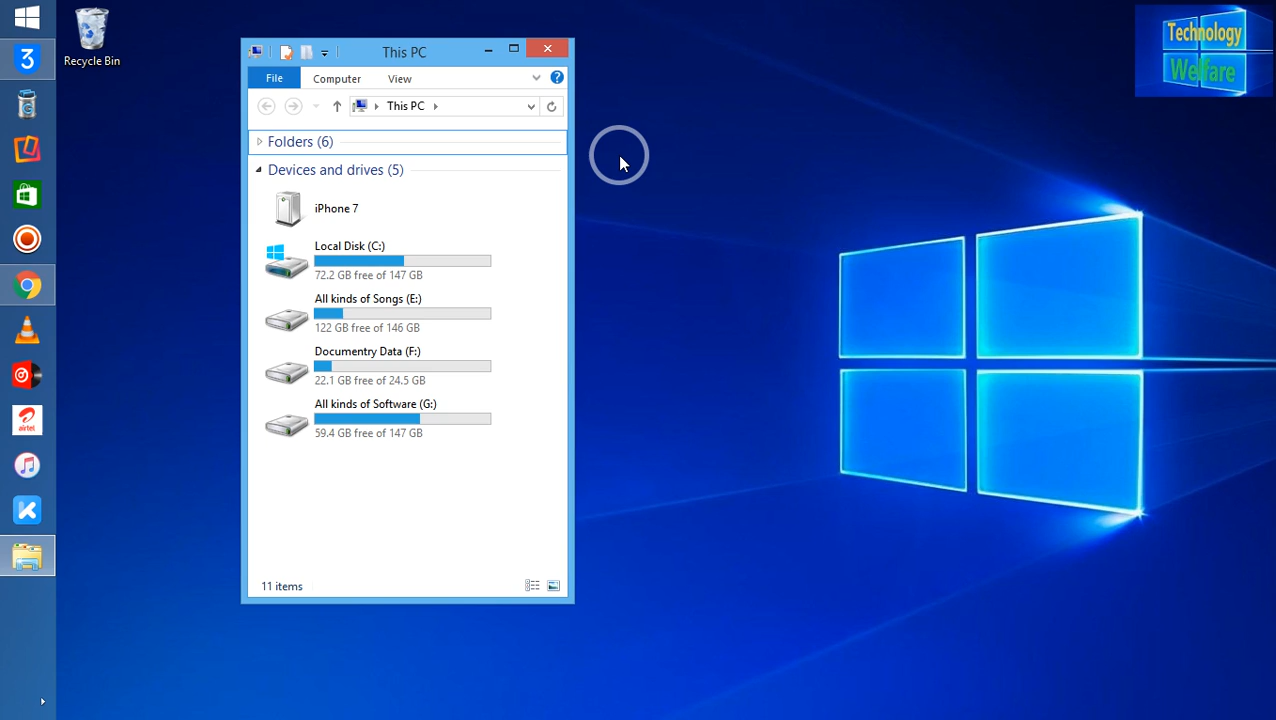 Recycle Bin
Technology
Welfare
This PC
File
Computer
View
?
This PC
Folders (6)
Devices and drives (5)
iPhone 7
Local Disk (C:)
72.2 GB free of 147 GB
All kinds of Songs (E:)
122 GB free of 146 GB
Documentry Data (F:)
22.1 GB free of 24.5 GB
All kinds of Software (G:)
59.4 GB free of 147 GB
11 items
3
airtel